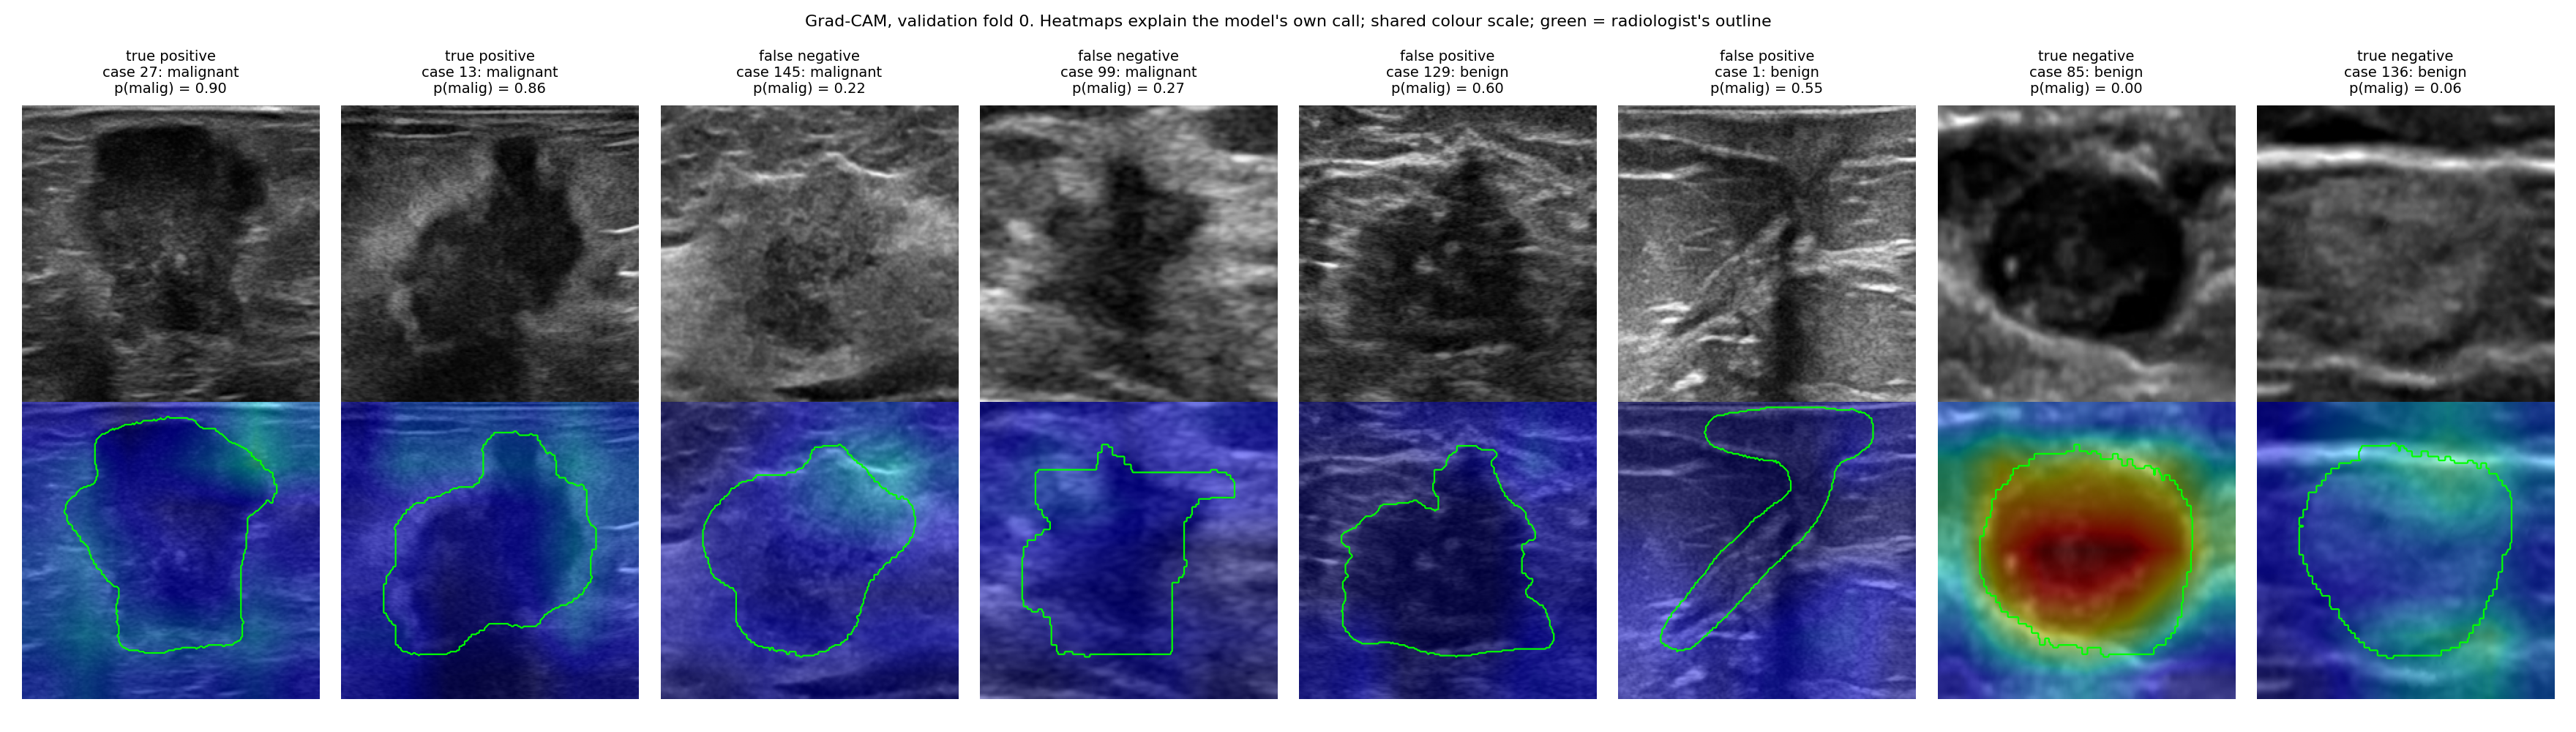 Grad-CAM, validation fold 0. Heatmaps explain the model's own call; shared colour scale; green = radiologist's outline
true positive
case 27: malignant
p(malig) = 0.90
true positive
case 13: malignant
p(malig) = 0.86
false negative
case 145: malignant
p(malig) = 0.22
false negative
case 99: malignant
p(malig) = 0.27
false positive
case 129: benign
p(malig) = 0.60
false positive
case 1: benign
p(malig) = 0.55
true negative
case 85: benign
p(malig) = 0.00
true negative
case 136: benign
p(malig) = 0.06